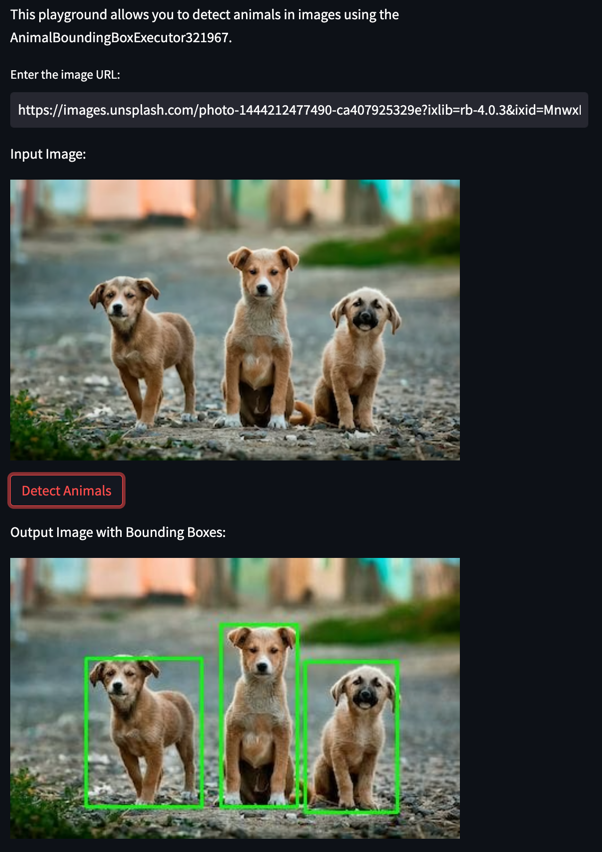 This playground allows you to detect animals in images using the
AnimalBoundingBoxExecutor321967.
Enter the image URL:
https://images.unsplash.com/photo-1444212477490-ca407925329e?ixlib=rb-4.0.3&ixid=Mnwxl
Input Image:
Detect Animals
Output Image with Bounding Boxes: